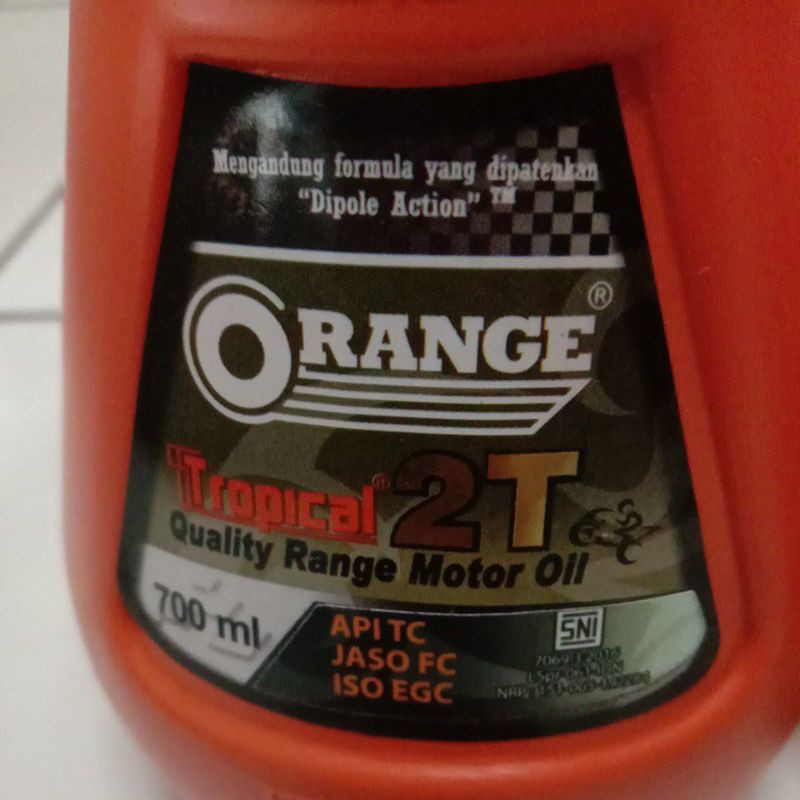 Mengandung formula yang dipatenkan
"Dipole Action" ™
ORANGE ®
Tropical® 2T
Quality Range Motor Oil
700 ml
API TC
JASO FC
ISO EGC
SNI